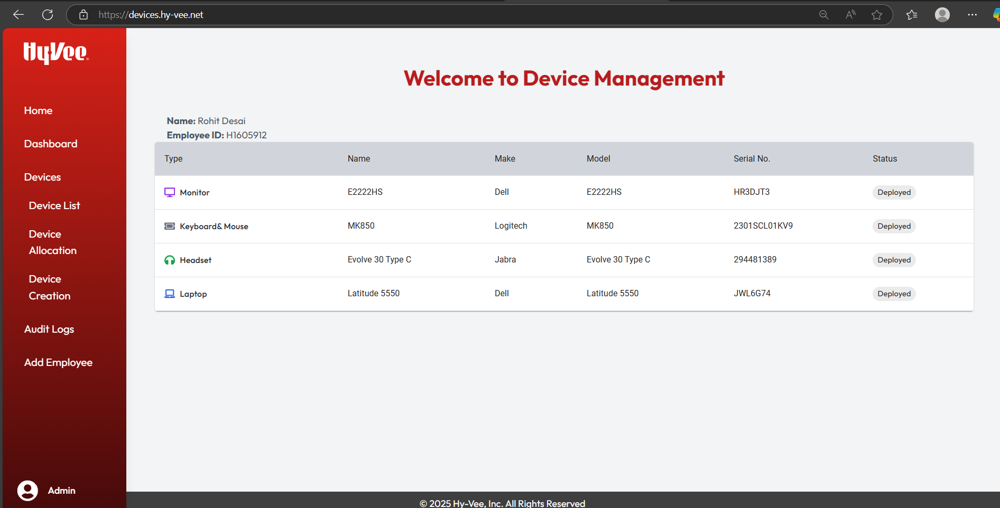 https://devices.hy-vee.net
HyVee®
Home
Dashboard
Devices
Device List
Device
Allocation
Device
Creation
Audit Logs
Add Employee
Admin
Welcome to Device Management
Name: Rohit Desai
Employee ID: H1605912
Type Name Make Model Serial No. Status
Monitor E2222HS Dell E2222HS HR3DJT3 Deployed
Keyboard& Mouse MK850 Logitech MK850 2301SCL01KV9 Deployed
Headset Evolve 30 Type C Jabra Evolve 30 Type C 294481389 Deployed
Laptop Latitude 5550 Dell Latitude 5550 JWL6G74 Deployed
© 2025 Hy-Vee, Inc. All Rights Reserved